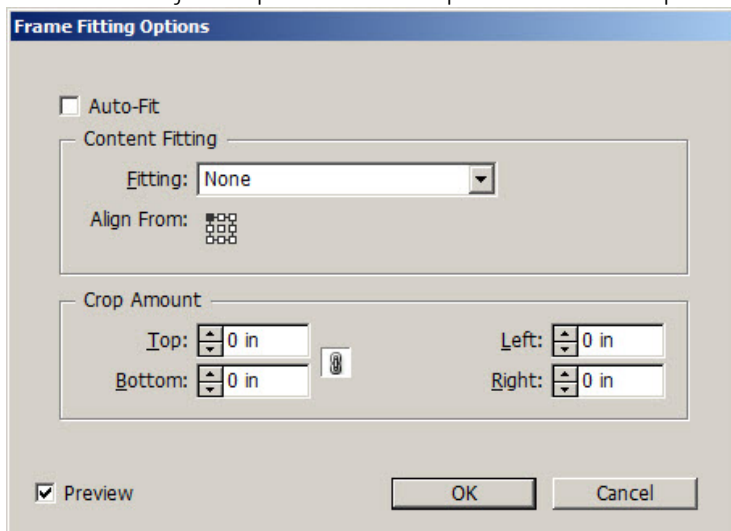 Frame Fitting Options
Auto-Fit
Content Fitting
Fitting: None
Align From:
Crop Amount
Top: 0 in Left: 0 in
Bottom: 0 in Right: 0 in
Preview OK Cancel